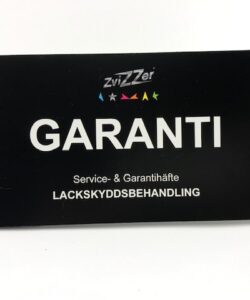 ZviZZer
GARANTI
Service- & Garantihäfte
LACKSKYDDSBEHANDLING